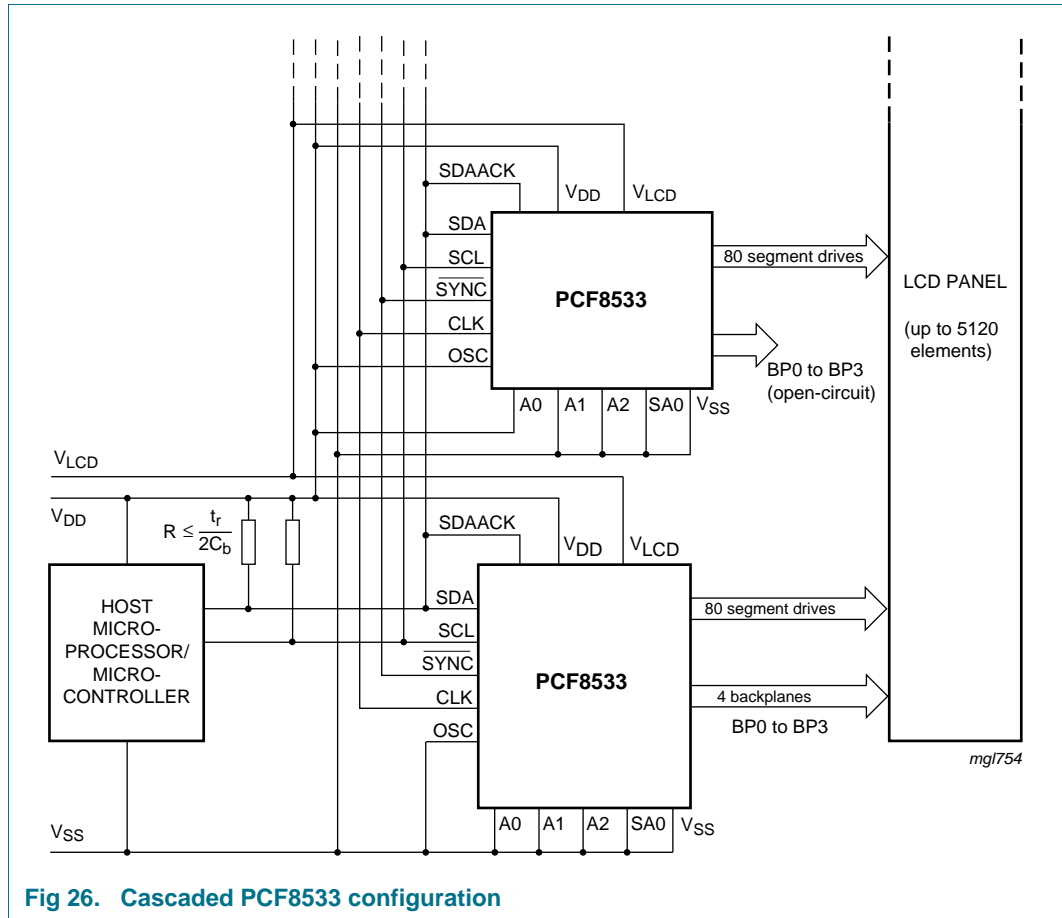 SDAACK
VDD
VLCD
SDA
SCL
SYNC
CLK
OSC
PCF8533
80 segment drives
BP0 to BP3
(open-circuit)
A0 A1 A2 SA0 VSS
LCD PANEL
(up to 5120
elements)
VLCD
VDD
R ≤ tr/2Cb
HOST
MICRO-
PROCESSOR/
MICRO-
CONTROLLER
SDAACK
VDD
VLCD
SDA
SCL
SYNC
CLK
OSC
PCF8533
80 segment drives
4 backplanes
BP0 to BP3
A0 A1 A2 SA0 VSS
VSS
mgl754
Fig 26. Cascaded PCF8533 configuration